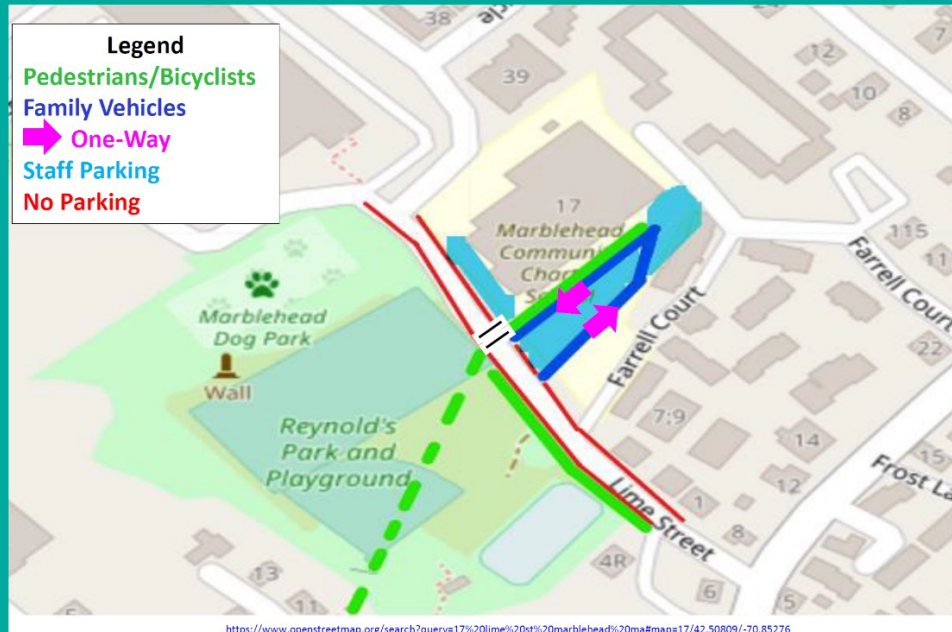 Legend
Pedestrians/Bicyclists
Family Vehicles
One-Way
Staff Parking
No Parking
38
39
12
10
8
7
17
Marblehead
Community
Charter
115
11
Farrell Court
Farrell Court
22
Marblehead
Dog Park
Wall
Reynold's
Park and
Playground
7;9
14
15
12
Frost La
1
8
Lime Street
4R
6
13
11
5
5
https://www.openstreetmap.org/search?query=17%20lime%20st%20marblehead%20ma#map=17/42.50809/-70.85276